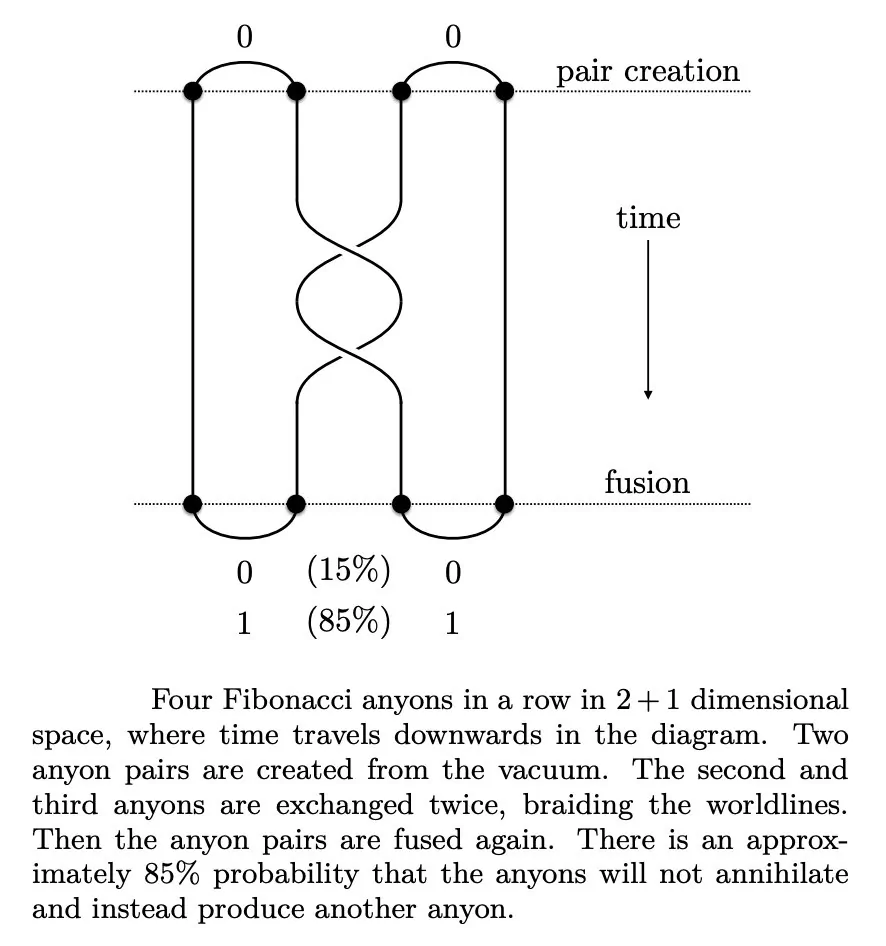 0 0
pair creation
time
fusion
0 (15%) 0
1 (85%) 1
Four Fibonacci anyons in a row in 2 + 1 dimensional
space, where time travels downwards in the diagram. Two
anyon pairs are created from the vacuum. The second and
third anyons are exchanged twice, braiding the worldlines.
Then the anyon pairs are fused again. There is an approx-
imately 85% probability that the anyons will not annihilate
and instead produce another anyon.